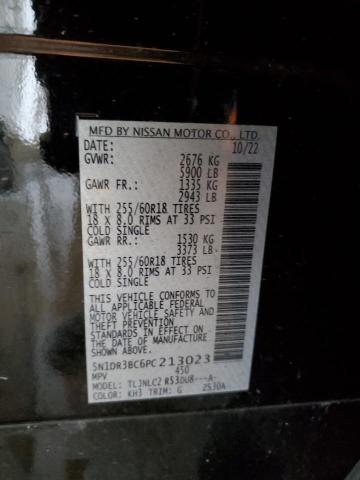 MFD BY NISSAN MOTOR CO., LTD.
DATE: 10/22
GVWR: 2676 KG
5900 LB
GAWR FR.: 1335 KG
2943 LB
WITH 255/60R18 TIRES
18 X 8.0 RIMS AT 33 PSI
COLD SINGLE
GAWR RR.: 1530 KG
3373 LB
WITH 255/60R18 TIRES
18 X 8.0 RIMS AT 33 PSI
COLD SINGLE
THIS VEHICLE CONFORMS TO
ALL APPLICABLE FEDERAL
MOTOR VEHICLE SAFETY AND
THEFT PREVENTION
STANDARDS IN EFFECT ON
THE DATE OF MANUFACTURE
SHOWN ABOVE.
5N1DR3BC6PC213023
MPV 450
MODEL: TLJNLC2 R53DU8---A-
COLOR: KH3 TRIM: G 2530A